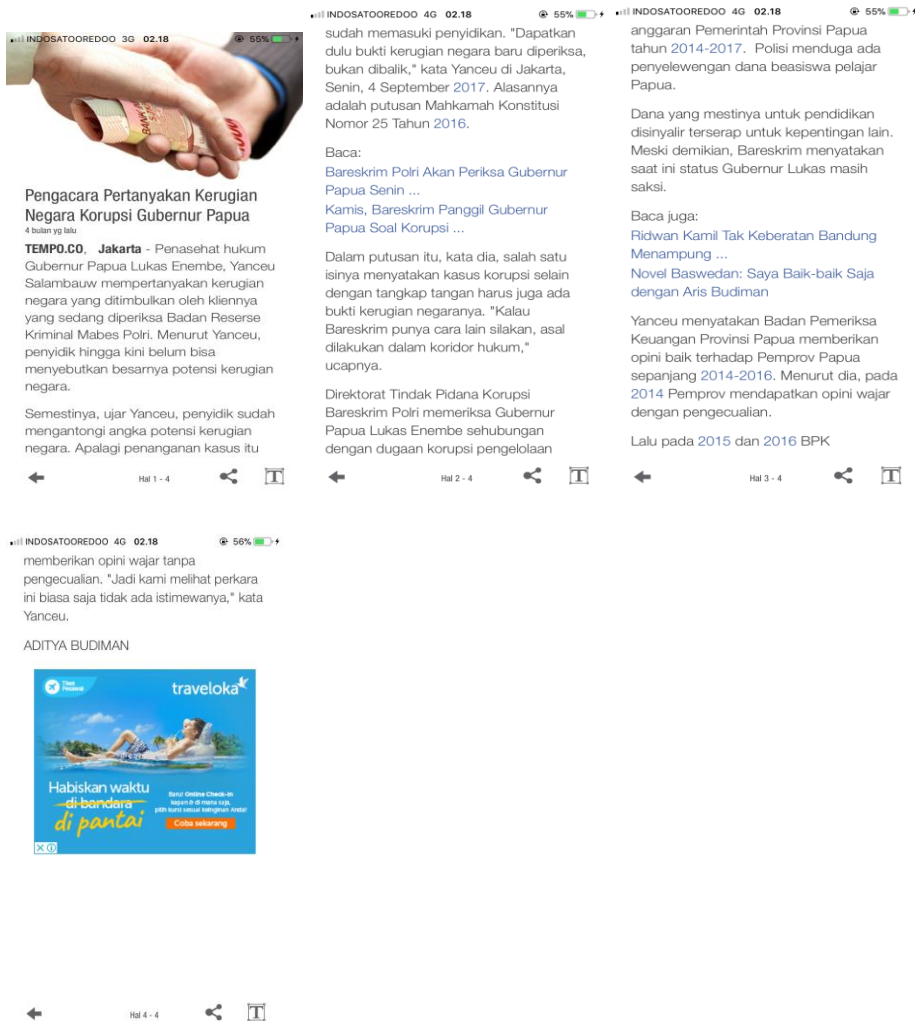 INDOSATOOREDOO 3G 02.18
55%
Pengacara Pertanyakan Kerugian
Negara Korupsi Gubernur Papua
4 bulan yg lalu
TEMPO.CO, Jakarta - Penasehat hukum
Gubernur Papua Lukas Enembe, Yanceu
Salambauw mempertanyakan kerugian
negara yang ditimbulkan oleh kliennya
yang sedang diperiksa Badan Reserse
Kriminal Mabes Polri. Menurut Yanceu,
penyidik hingga kini belum bisa
menyebutkan besarnya potensi kerugian
negara.
Semestinya, ujar Yanceu, penyidik sudah
mengantongi angka potensi kerugian
negara. Apalagi penanganan kasus itu
Hal 1 - 4
INDOSATOOREDOO 4G 02.18
55%
sudah memasuki penyidikan. "Dapatkan
dulu bukti kerugian negara baru diperiksa,
bukan dibalik," kata Yanceu di Jakarta,
Senin, 4 September 2017. Alasannya
adalah putusan Mahkamah Konstitusi
Nomor 25 Tahun 2016.
Baca:
Bareskrim Polri Akan Periksa Gubernur
Papua Senin ...
Kamis, Bareskrim Panggil Gubernur
Papua Soal Korupsi ...
Dalam putusan itu, kata dia, salah satu
isinya menyatakan kasus korupsi selain
dengan tangkap tangan harus juga ada
bukti kerugian negaranya. "Kalau
Bareskrim punya cara lain silakan, asal
dilakukan dalam koridor hukum,"
ucapnya.
Direktorat Tindak Pidana Korupsi
Bareskrim Polri memeriksa Gubernur
Papua Lukas Enembe sehubungan
dengan dugaan korupsi pengelolaan
Hal 2 - 4
INDOSATOOREDOO 4G 02.18
55%
anggaran Pemerintah Provinsi Papua
tahun 2014-2017. Polisi menduga ada
penyelewengan dana beasiswa pelajar
Papua.
Dana yang mestinya untuk pendidikan
disinyalir terserap untuk kepentingan lain.
Meski demikian, Bareskrim menyatakan
saat ini status Gubernur Lukas masih
saksi.
Baca juga:
Ridwan Kamil Tak Keberatan Bandung
Menampung ...
Novel Baswedan: Saya Baik-baik Saja
dengan Aris Budiman
Yanceu menyatakan Badan Pemeriksa
Keuangan Provinsi Papua memberikan
opini baik terhadap Pemprov Papua
sepanjang 2014-2016. Menurut dia, pada
2014 Pemprov mendapatkan opini wajar
dengan pengecualian.
Lalu pada 2015 dan 2016 BPK
Hal 3 - 4
INDOSATOOREDOO 4G 02.18
56%
memberikan opini wajar tanpa
pengecualian. "Jadi kami melihat perkara
ini biasa saja tidak ada istimewanya," kata
Yanceu.
ADITYA BUDIMAN
Tiket
Pesawat
traveloka
Habiskan waktu
di bandara
di pantai
Baru! Online Check-in
kapan & di mana saja,
pilih kursi sesuai keinginan Anda!
Coba sekarang
Hal 4 - 4